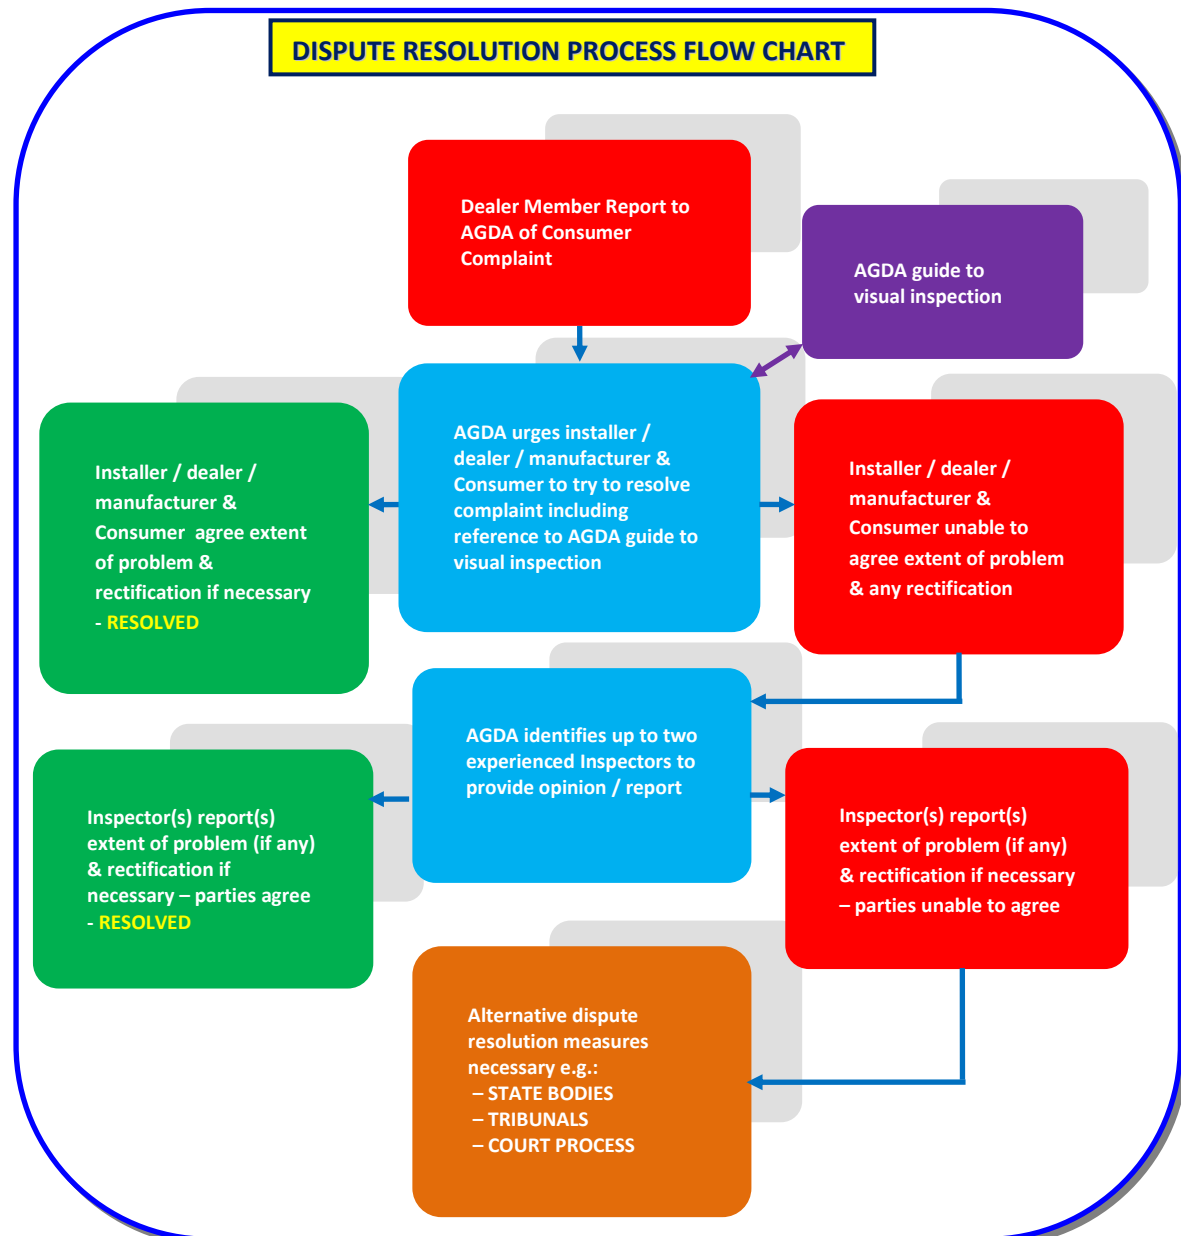 DISPUTE RESOLUTION PROCESS FLOW CHART
Dealer Member Report to
AGDA of Consumer
Complaint
AGDA guide to
visual inspection
AGDA urges installer /
dealer / manufacturer &
Consumer to try to resolve
complaint including
reference to AGDA guide to
visual inspection
Installer / dealer /
manufacturer &
Consumer  agree extent
of problem &
rectification if necessary
- RESOLVED
Installer / dealer /
manufacturer &
Consumer unable to
agree extent of problem
& any rectification
AGDA identifies up to two
experienced Inspectors to
provide opinion / report
Inspector(s) report(s)
extent of problem (if any)
& rectification if
necessary – parties agree
- RESOLVED
Inspector(s) report(s)
extent of problem (if any)
& rectification if necessary
– parties unable to agree
Alternative dispute
resolution measures
necessary e.g.:
– STATE BODIES
– TRIBUNALS
– COURT PROCESS